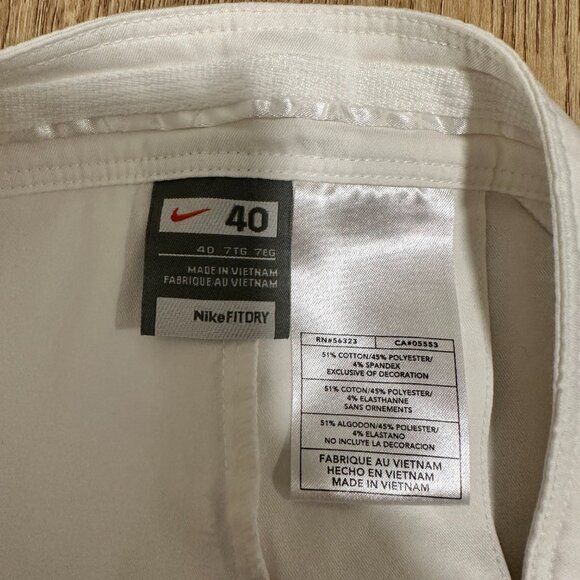 40
40 7TG 7EG
MADE IN VIETNAM
FABRIQUE AU VIETNAM
NikeFITDRY
RN#56323 CA#05553
51% COTTON/45% POLYESTER/
4% SPANDEX
EXCLUSIVE OF DECORATION
51% COTON/45% POLYESTER/
4% ELASTHANNE
SANS ORNEMENTS
51% ALGODON/45% POLIESTER/
4% ELASTANO
NO INCLUYE LA DECORACION
FABRIQUE AU VIETNAM
HECHO EN VIETNAM
MADE IN VIETNAM